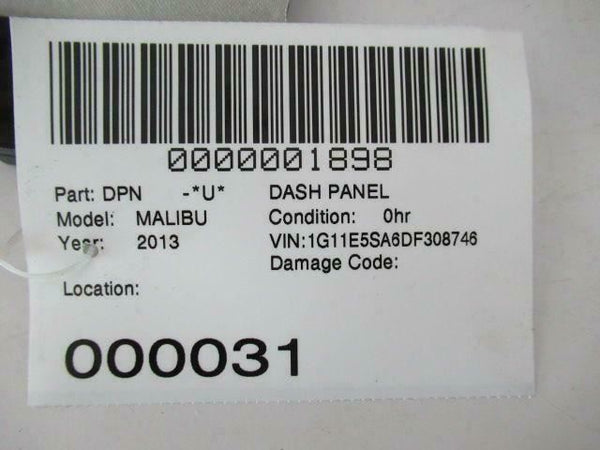 0000001898
Part: DPN -*U* DASH PANEL
Model: MALIBU Condition: 0hr
Year: 2013 VIN:1G11E5SA6DF308746
Damage Code:
Location:
000031